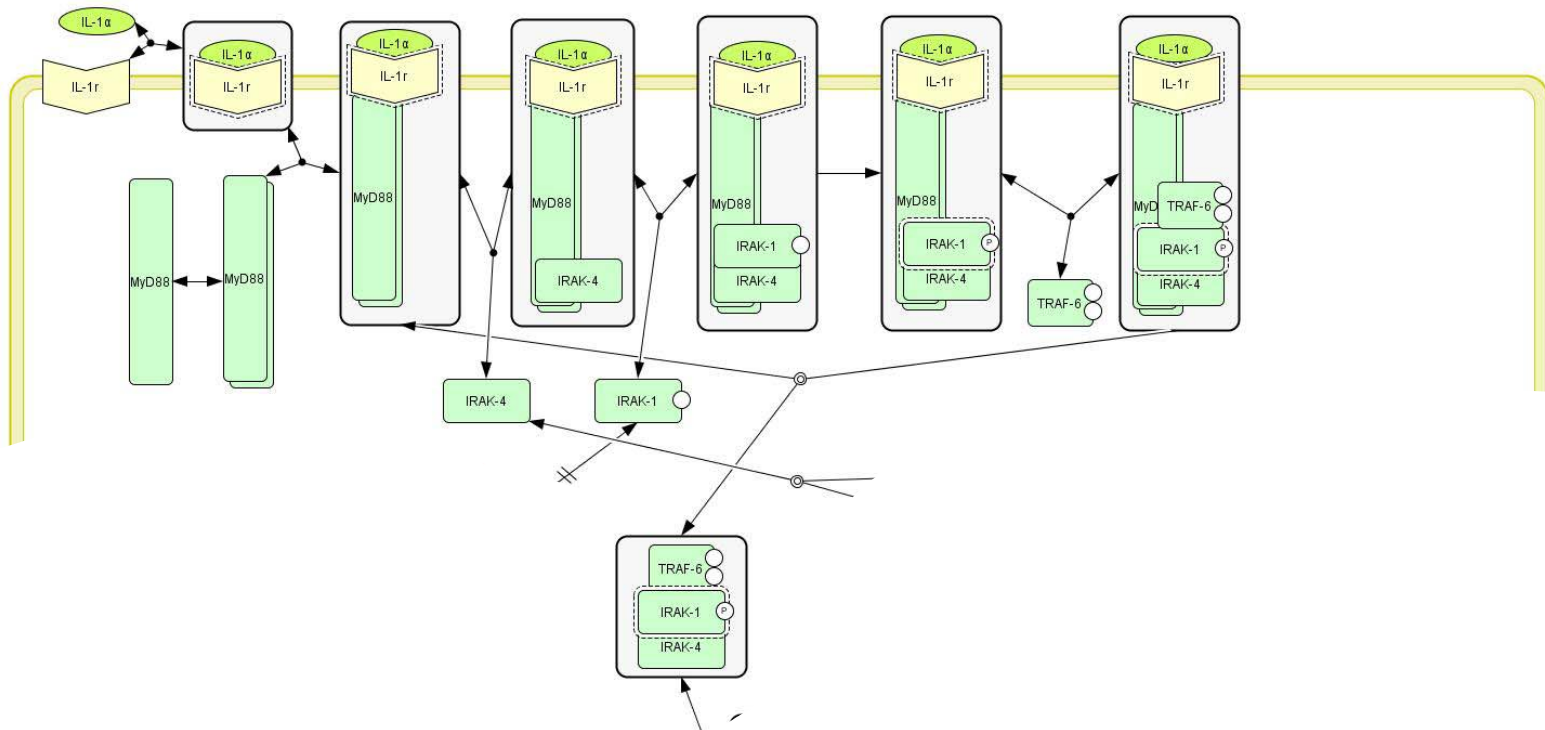 IL-1α
IL-1r
IL-1α
IL-1r
IL-1α
IL-1r
MyD88
IL-1α
IL-1r
MyD88
IRAK-4
IL-1α
IL-1r
MyD88
IRAK-1
IRAK-4
IL-1α
IL-1r
MyD88
IRAK-1
P
IRAK-4
IL-1α
IL-1r
MyD
TRAF-6
IRAK-1
P
IRAK-4
MyD88
MyD88
TRAF-6
IRAK-4
IRAK-1
TRAF-6
IRAK-1
P
IRAK-4